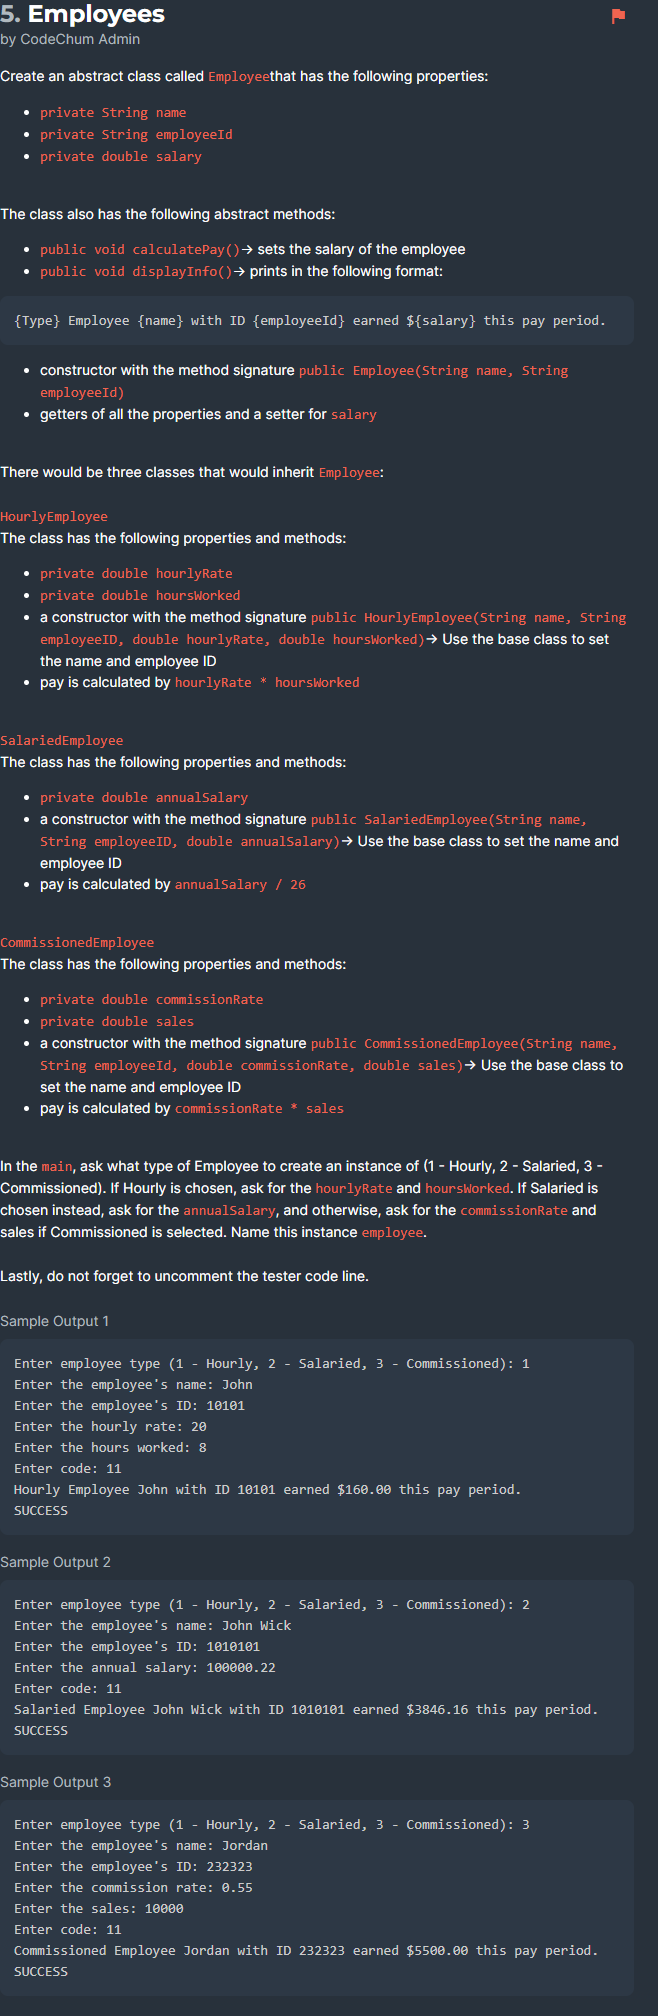 5. Employees
by CodeChum Admin
Create an abstract class called Employeethat has the following properties:
• private String name
• private String employeeId
• private double salary
The class also has the following abstract methods:
• public void calculatePay()→ sets the salary of the employee
• public void displayInfo()→ prints in the following format:
{Type} Employee {name} with ID {employeeId} earned ${salary} this pay period.
• constructor with the method signature public Employee(String name, String
employeeId)
• getters of all the properties and a setter for salary
There would be three classes that would inherit Employee:
HourlyEmployee
The class has the following properties and methods:
• private double hourlyRate
• private double hoursWorked
• a constructor with the method signature public HourlyEmployee(String name, String
employeeID, double hourlyRate, double hoursWorked)→ Use the base class to set
the name and employee ID
• pay is calculated by hourlyRate * hoursWorked
SalariedEmployee
The class has the following properties and methods:
• private double annualSalary
• a constructor with the method signature public SalariedEmployee(String name,
String employeeID, double annualSalary)→ Use the base class to set the name and
employee ID
• pay is calculated by annualSalary / 26
CommissionedEmployee
The class has the following properties and methods:
• private double commissionRate
• private double sales
• a constructor with the method signature public CommissionedEmployee(String name,
String employeeId, double commissionRate, double sales)→ Use the base class to
set the name and employee ID
• pay is calculated by commissionRate * sales
In the main, ask what type of Employee to create an instance of (1 - Hourly, 2 - Salaried, 3 -
Commissioned). If Hourly is chosen, ask for the hourlyRate and hoursWorked. If Salaried is
chosen instead, ask for the annualSalary, and otherwise, ask for the commissionRate and
sales if Commissioned is selected. Name this instance employee.
Lastly, do not forget to uncomment the tester code line.
Sample Output 1
Enter employee type (1 - Hourly, 2 - Salaried, 3 - Commissioned): 1
Enter the employee's name: John
Enter the employee's ID: 10101
Enter the hourly rate: 20
Enter the hours worked: 8
Enter code: 11
Hourly Employee John with ID 10101 earned $160.00 this pay period.
SUCCESS
Sample Output 2
Enter employee type (1 - Hourly, 2 - Salaried, 3 - Commissioned): 2
Enter the employee's name: John Wick
Enter the employee's ID: 1010101
Enter the annual salary: 100000.22
Enter code: 11
Salaried Employee John Wick with ID 1010101 earned $3846.16 this pay period.
SUCCESS
Sample Output 3
Enter employee type (1 - Hourly, 2 - Salaried, 3 - Commissioned): 3
Enter the employee's name: Jordan
Enter the employee's ID: 232323
Enter the commission rate: 0.55
Enter the sales: 10000
Enter code: 11
Commissioned Employee Jordan with ID 232323 earned $5500.00 this pay period.
SUCCESS